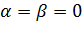 α = β = 0